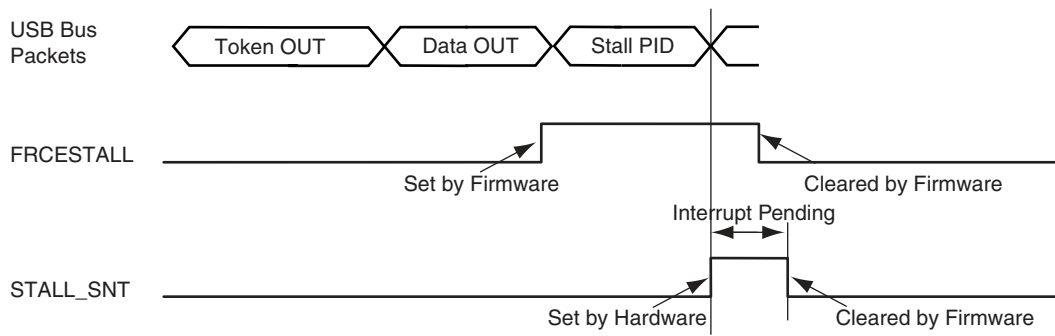 USB Bus
Packets
Token OUT
Data OUT
Stall PID
FRCESTALL
Set by Firmware
Cleared by Firmware
Interrupt Pending
STALL_SNT
Set by Hardware
Cleared by Firmware